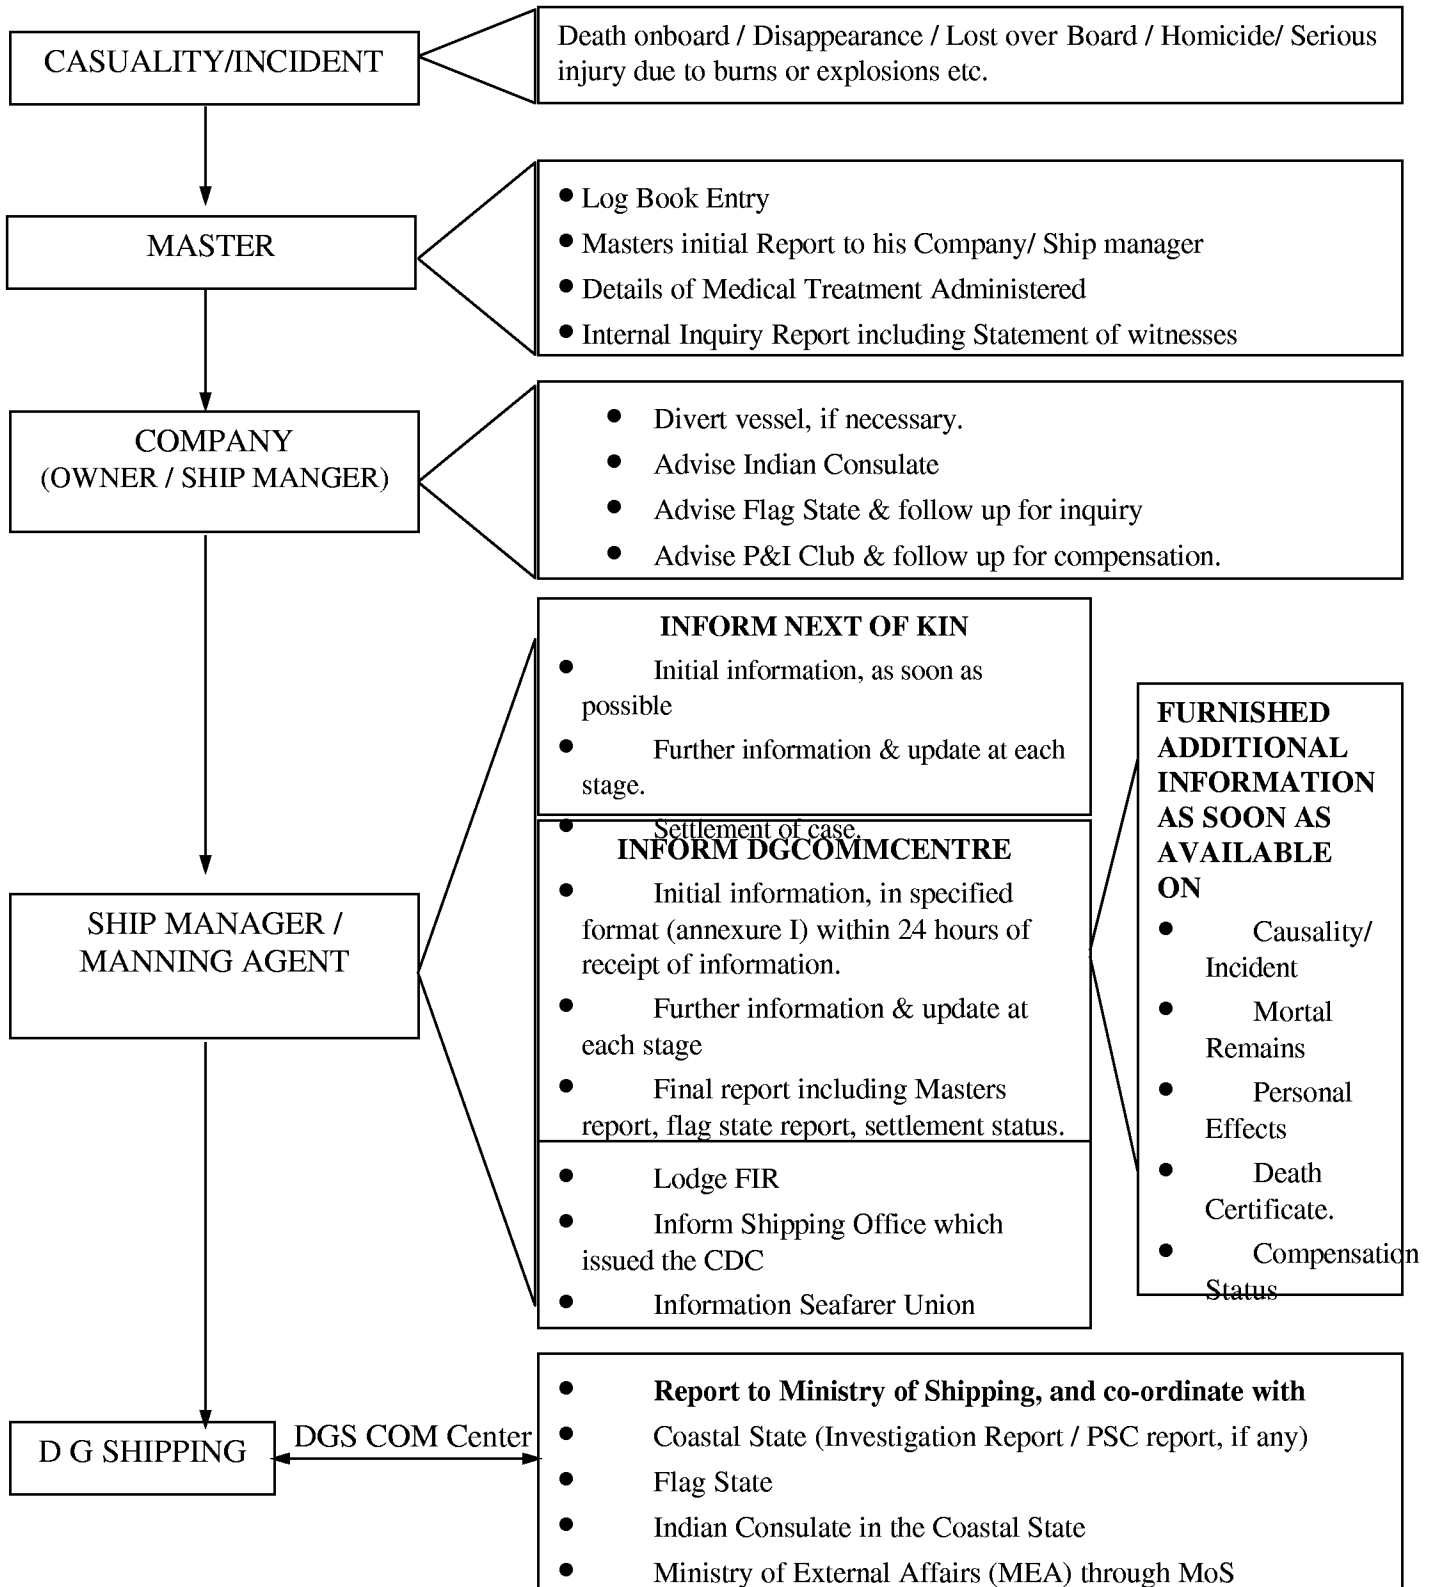 CASUALITY/INCIDENT
Death onboard / Disappearance / Lost over Board / Homicide/ Serious
injury due to burns or explosions etc.
MASTER
● Log Book Entry
● Masters initial Report to his Company/ Ship manager
● Details of Medical Treatment Administered
● Internal Inquiry Report including Statement of witnesses
COMPANY
(OWNER / SHIP MANGER)
● Divert vessel, if necessary.
● Advise Indian Consulate
● Advise Flag State & follow up for inquiry
● Advise P&I Club & follow up for compensation.
SHIP MANAGER /
MANNING AGENT
INFORM NEXT OF KIN
● Initial information, as soon as
possible
● Further information & update at each
stage.
● Settlement of case.
INFORM DGCOMMCENTRE
● Initial information, in specified
format (annexure I) within 24 hours of
receipt of information.
● Further information & update at
each stage
● Final report including Masters
report, flag state report, settlement status.
● Lodge FIR
● Inform Shipping Office which
issued the CDC
● Information Seafarer Union
FURNISHED
ADDITIONAL
INFORMATION
AS SOON AS
AVAILABLE
ON
● Causality/
Incident
● Mortal
Remains
● Personal
Effects
● Death
Certificate.
● Compensation
Status
D G SHIPPING
DGS COM Center
● Report to Ministry of Shipping, and co-ordinate with
● Coastal State (Investigation Report / PSC report, if any)
● Flag State
● Indian Consulate in the Coastal State
● Ministry of External Affairs (MEA) through MoS